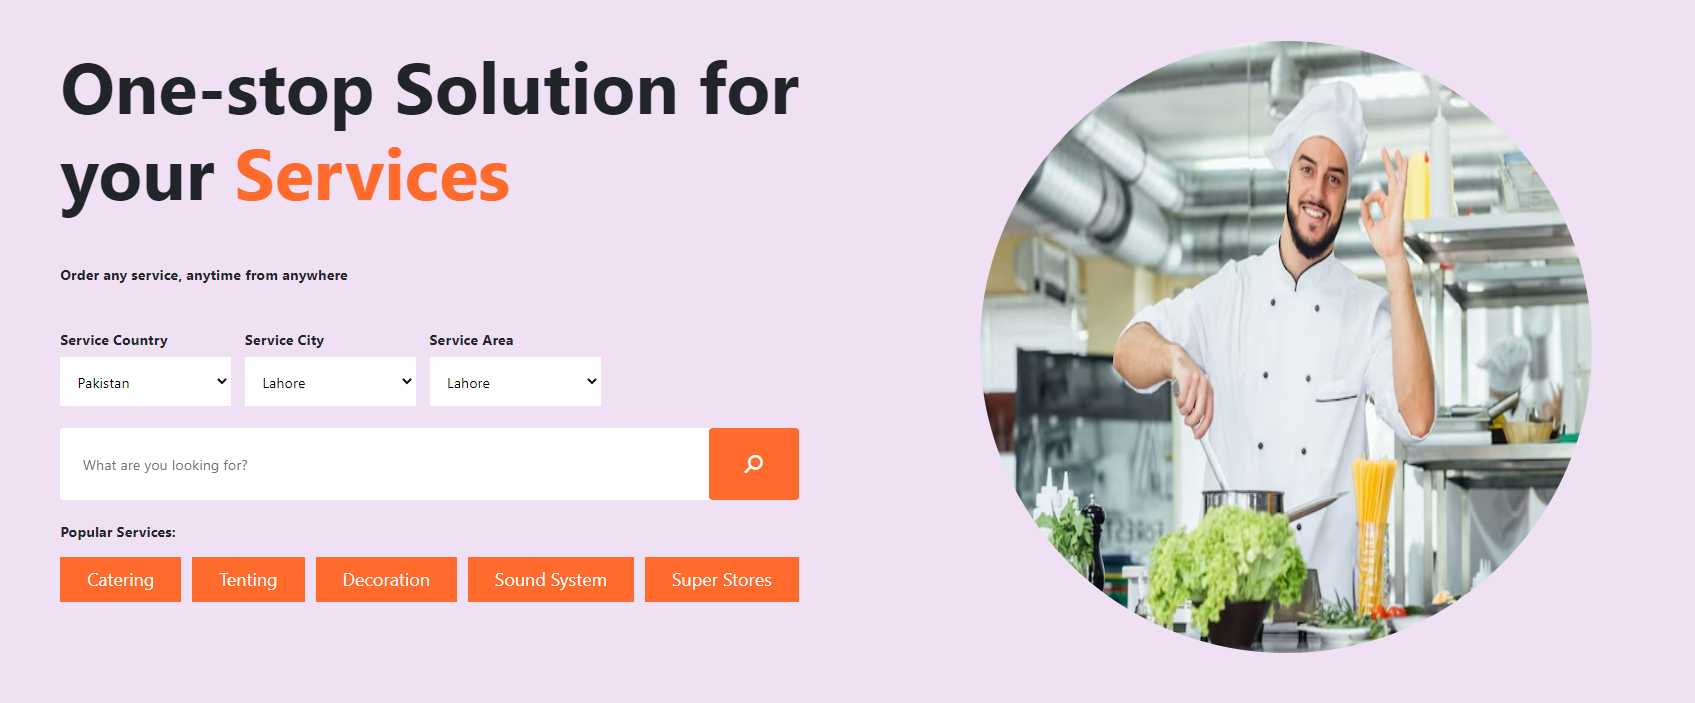 One-stop Solution for
your Services
Order any service, anytime from anywhere
Service Country Service City Service Area
Pakistan Lahore Lahore
What are you looking for?
Popular Services:
Catering Tenting Decoration Sound System Super Stores